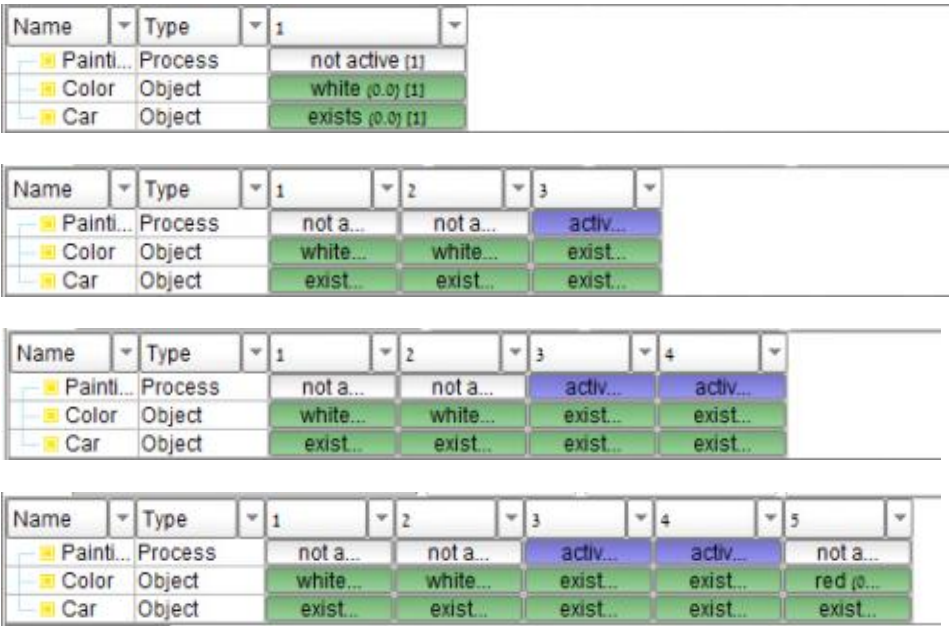 Name Type 1
Painti... Process not active [1]
Color Object white (0.0) [1]
Car Object exists (0.0) [1]
Name Type 1 2 3
Painti... Process not a... not a... activ...
Color Object white... white... exist...
Car Object exist... exist... exist...
Name Type 1 2 3 4
Painti... Process not a... not a... activ... activ...
Color Object white... white... exist... exist...
Car Object exist... exist... exist... exist...
Name Type 1 2 3 4 5
Painti... Process not a... not a... activ... activ... not a...
Color Object white... white... exist... exist... red (0...
Car Object exist... exist... exist... exist... exist...